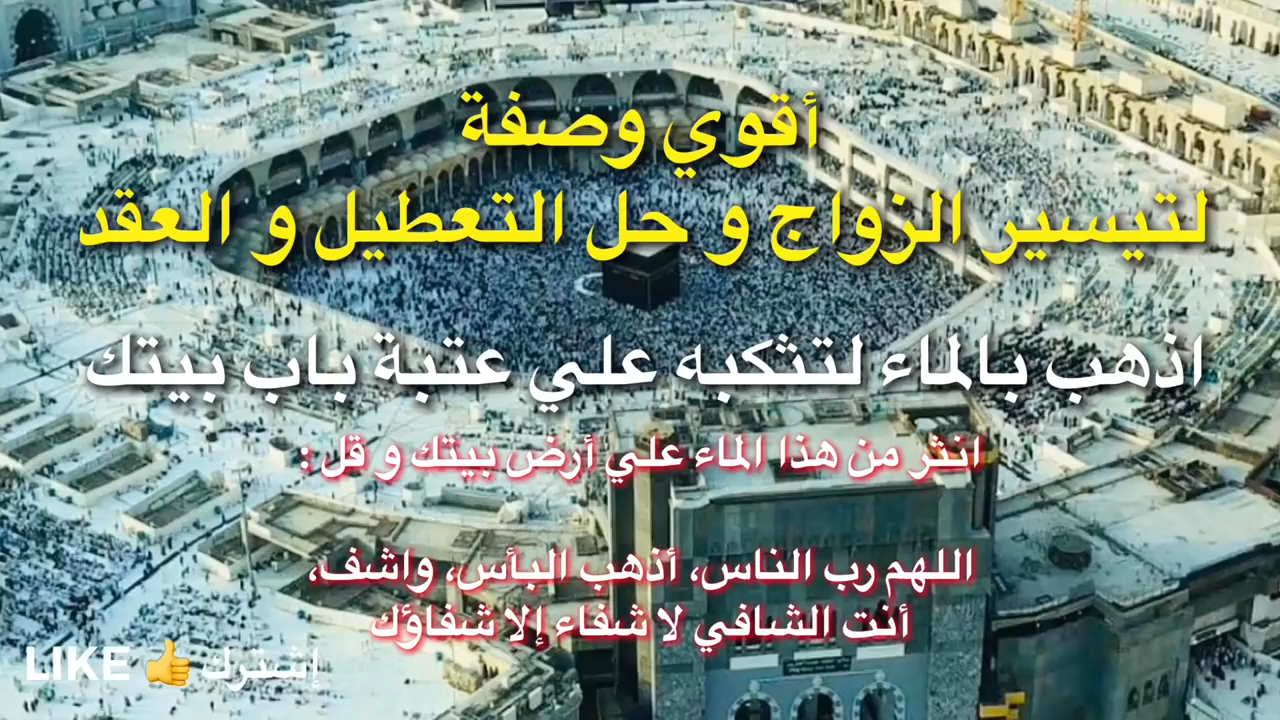 أقوي وصفة
لتيسير الزواج و حل التعطيل و العقد
اذهب بالماء لتثكبه علي عتبة باب بيتك
انثر من هذا الماء علي أرض بيتك و قل :
اللهم رب الناس، أذهب البأس، واشف،
أنت الشافي لا شفاء إلا شفاؤك
LIKE 👍 إشترك